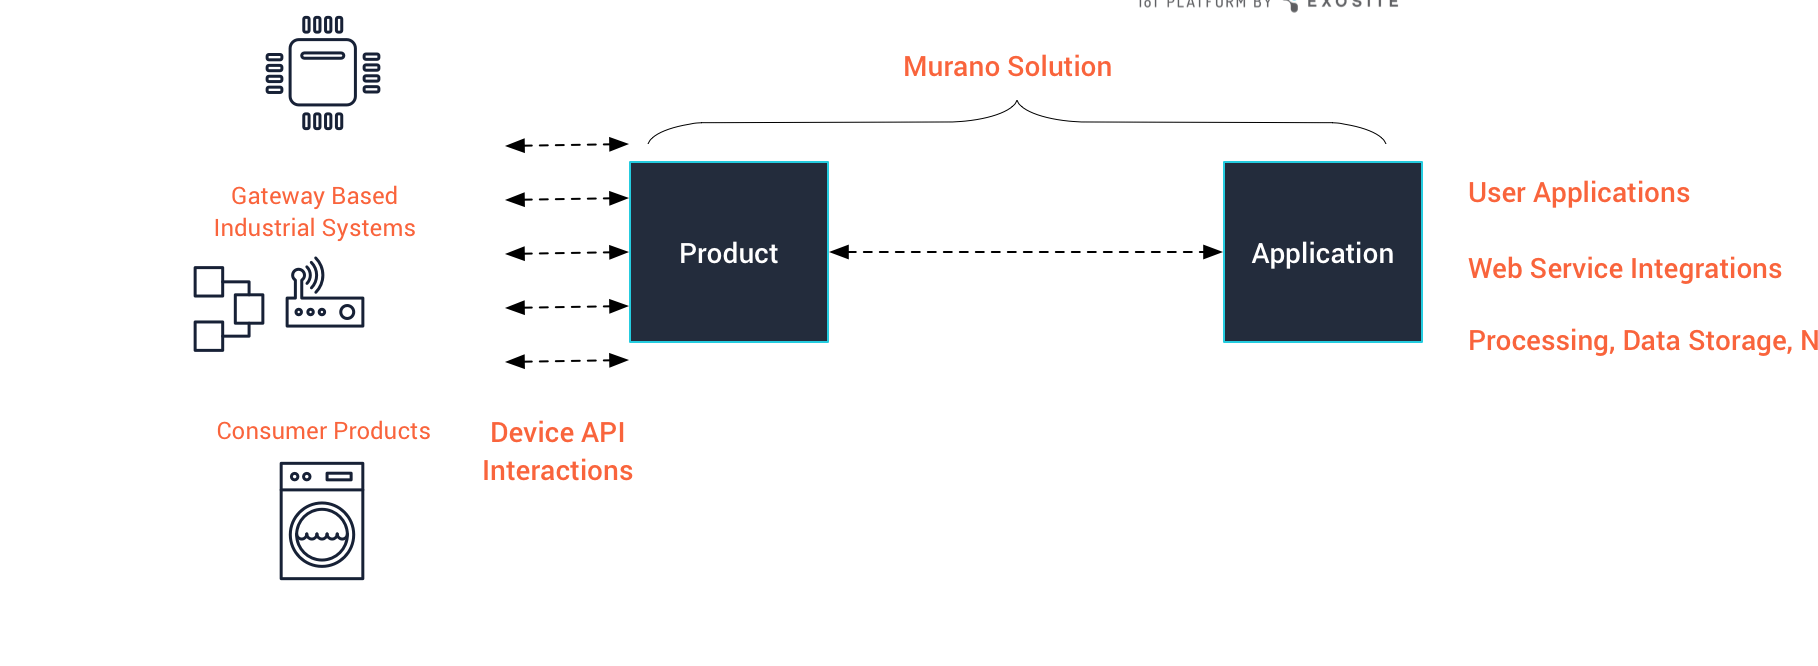 IoT PLATFORM BY EXOSITE
Murano Solution
Gateway Based
Industrial Systems
Product
Application
User Applications
Web Service Integrations
Processing, Data Storage, N
Consumer Products
Device API
Interactions